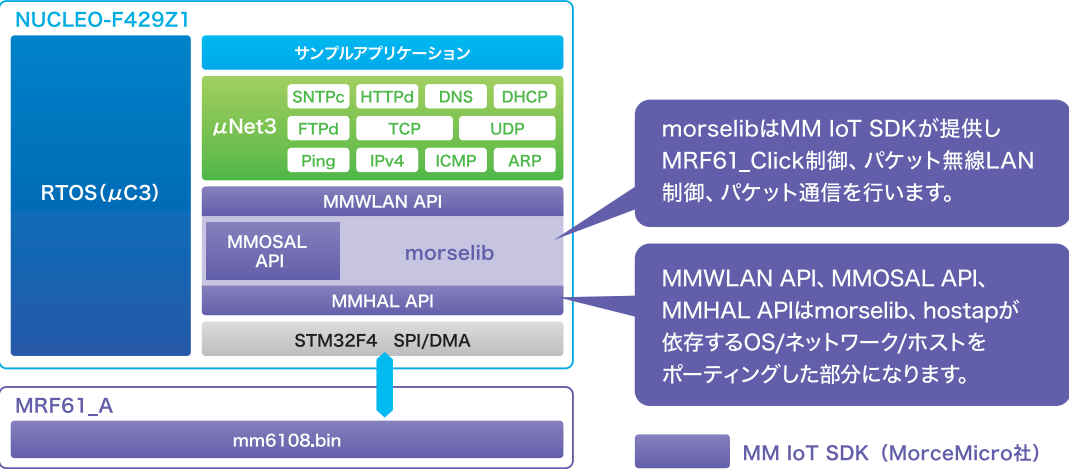 NUCLEO-F429Z1
サンプルアプリケーション
RTOS(μC3)
μNet3
SNTPc HTTPd DNS DHCP
FTPd TCP UDP
Ping IPv4 ICMP ARP
MMWLAN API
MMOSAL
API
morselib
MMHAL API
STM32F4 SPI/DMA
MRF61_A
mm6108.bin
morselibはMM IoT SDKが提供し
MRF61_Click制御、パケット無線LAN
制御、パケット通信を行います。
MMWLAN API、MMOSAL API、
MMHAL APIはmorselib、hostapが
依存するOS/ネットワーク/ホストを
ポーティングした部分になります。
MM IoT SDK（MorceMicro社）